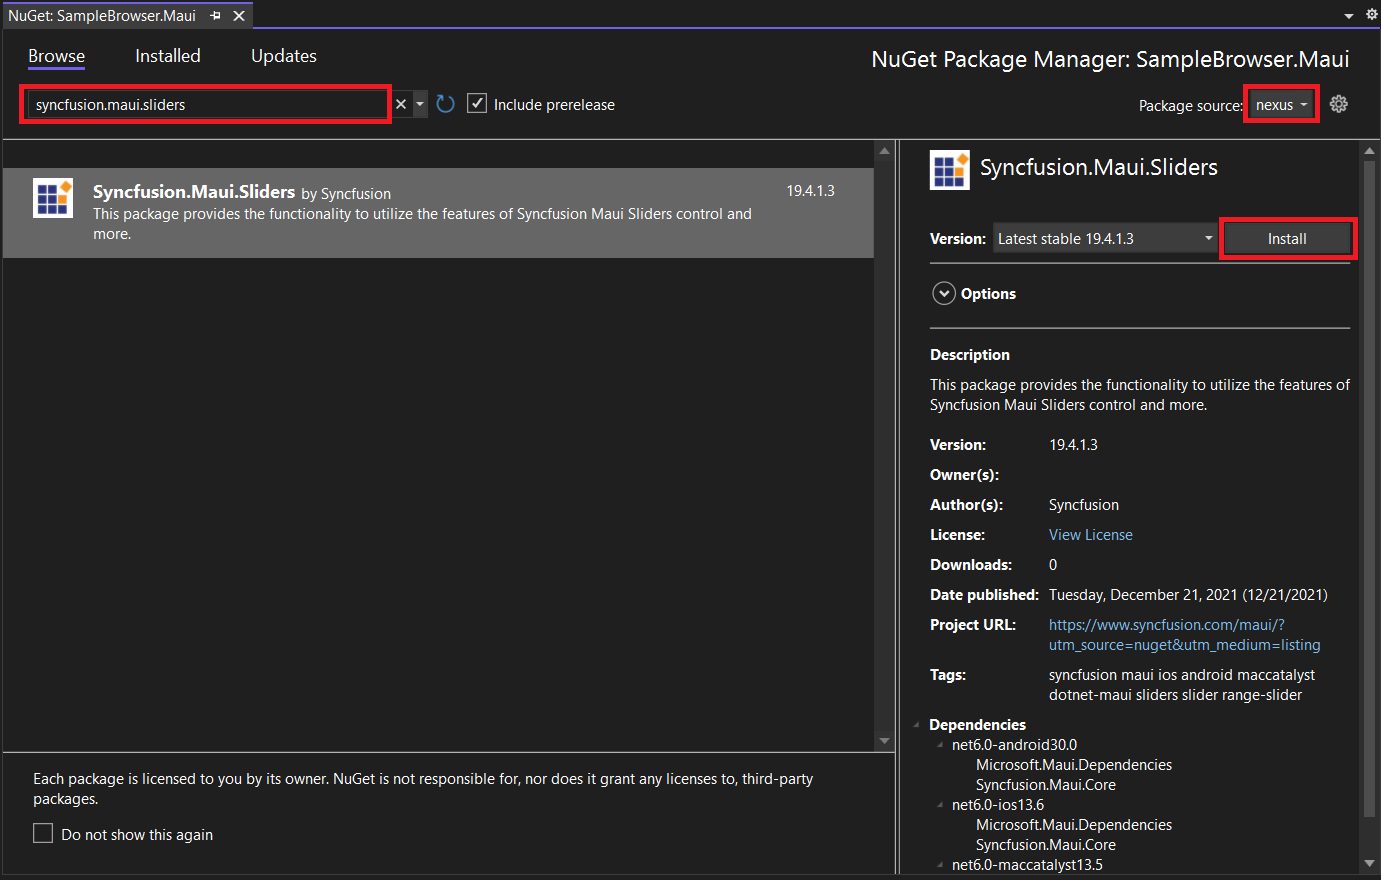 NuGet: SampleBrowser.Maui
Browse Installed Updates
NuGet Package Manager: SampleBrowser.Maui
syncfusion.maui.sliders
Include prerelease
Package source: nexus
Syncfusion.Maui.Sliders by Syncfusion
19.4.1.3
This package provides the functionality to utilize the features of Syncfusion Maui Sliders control and
more.
Each package is licensed to you by its owner. NuGet is not responsible for, nor does it grant any licenses to, third-party
packages.
Do not show this again
Syncfusion.Maui.Sliders
Version: Latest stable 19.4.1.3 Install
Options
Description
This package provides the functionality to utilize the features of
Syncfusion Maui Sliders control and more.
Version: 19.4.1.3
Owner(s):
Author(s): Syncfusion
License: View License
Downloads: 0
Date published: Tuesday, December 21, 2021 (12/21/2021)
Project URL: https://www.syncfusion.com/maui/?
utm_source=nuget&utm_medium=listing
Tags: syncfusion maui ios android maccatalyst
dotnet-maui sliders slider range-slider
Dependencies
net6.0-android30.0
Microsoft.Maui.Dependencies
Syncfusion.Maui.Core
net6.0-ios13.6
Microsoft.Maui.Dependencies
Syncfusion.Maui.Core
net6.0-maccatalyst13.5